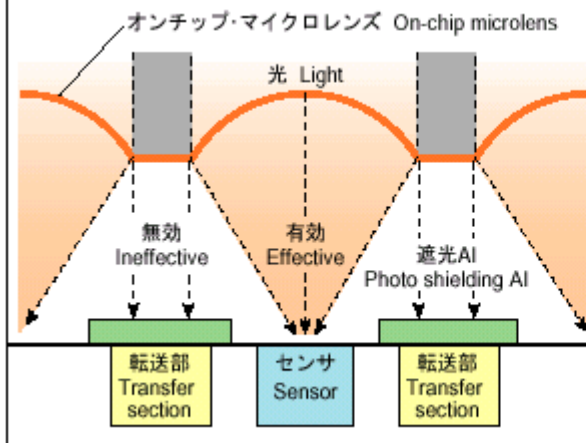 オンチップ・マイクロレンズ On-chip microlens
光 Light
無効
Ineffective
有効
Effective
遮光Al
Photo shielding Al
転送部
Transfer
section
センサ
Sensor
転送部
Transfer
section